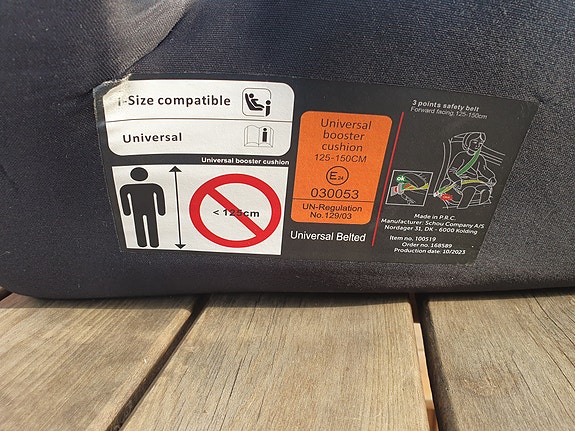 i-Size compatible
Universal
Universal booster cushion
< 125cm
Universal
booster
cushion
125-150CM
E24
030053
UN-Regulation
No.129/03
Universal Belted
3 points safety belt
Forward facing, 125-150cm
OK
Made in P.R.C.
Manufacturer: Schou Company A/S
Nordager 31, DK - 6000 Kolding
Item no. 100519
Order no. 168589
Production date: 10/2023